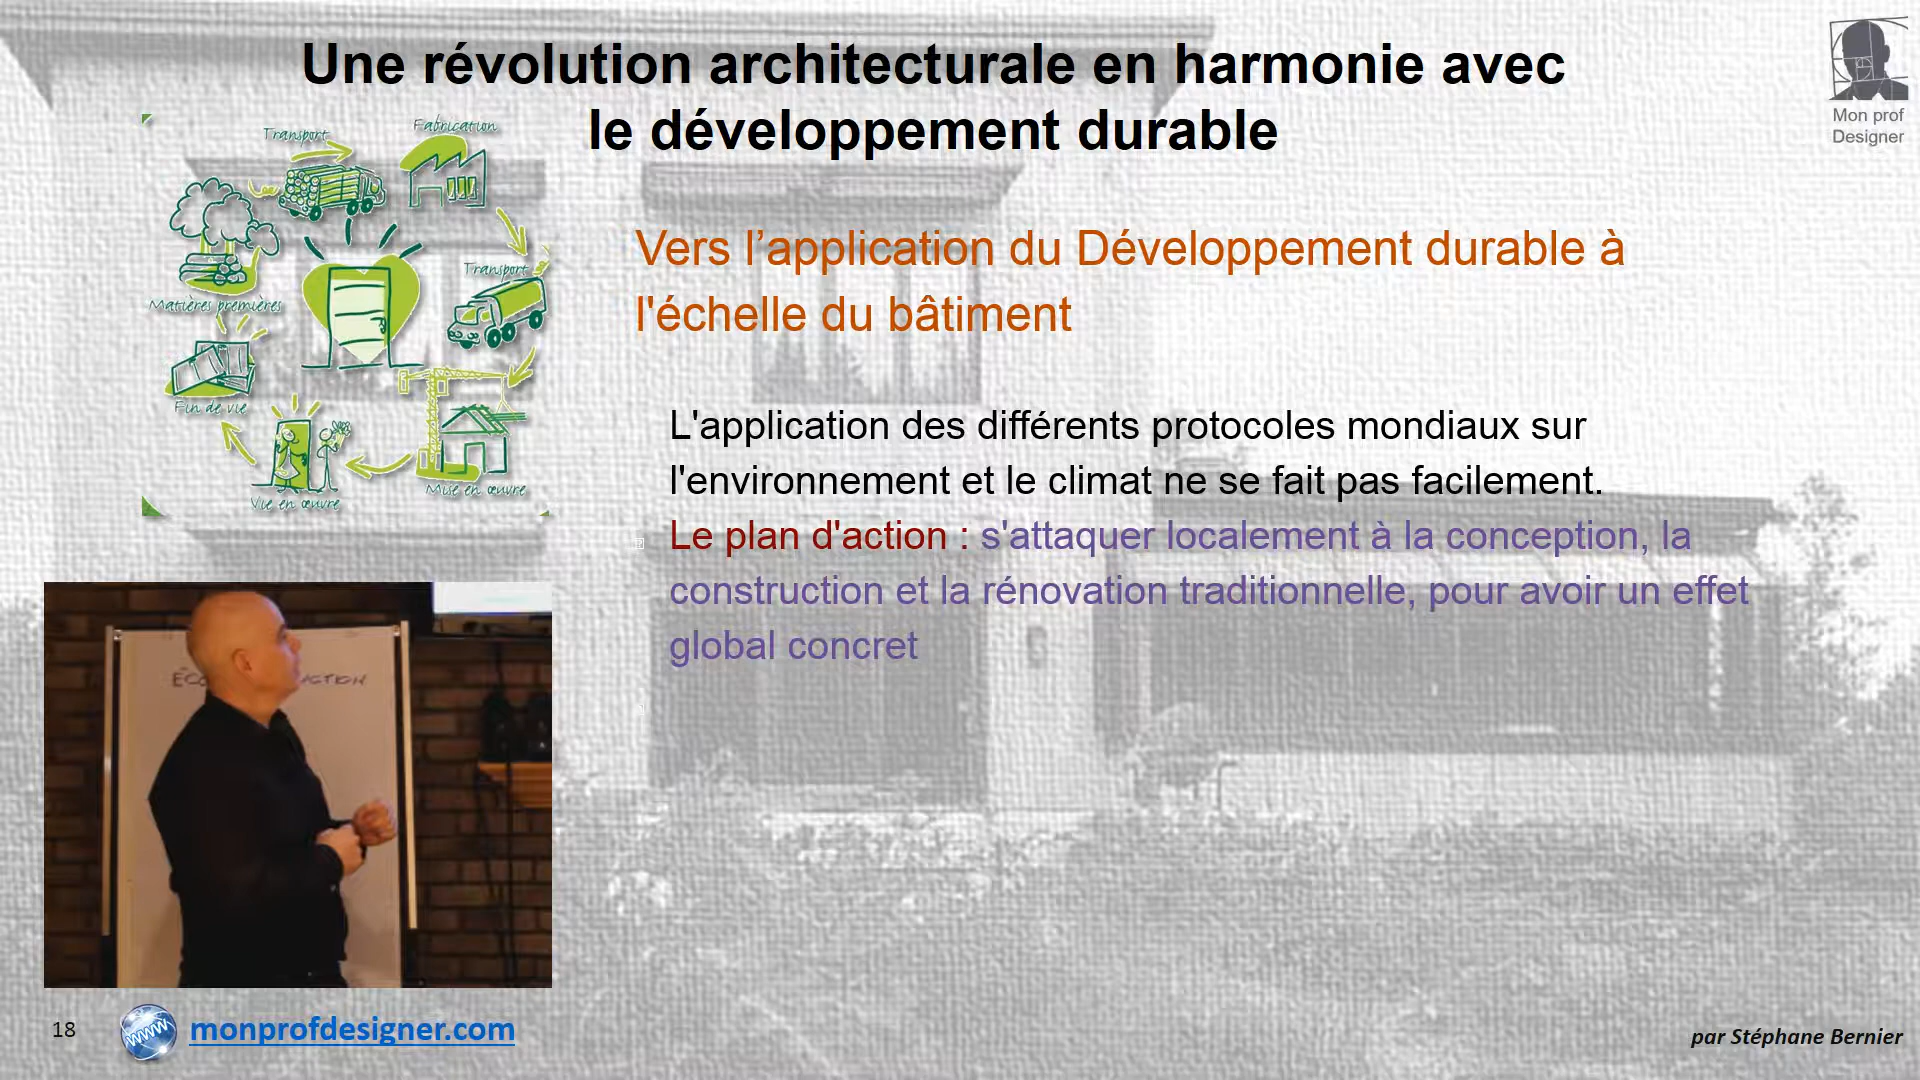 Une révolution architecturale en harmonie avec
le développement durable
Mon prof
Designer
Transport
Fabrication
Transport
Matières premières
Fin de vie
Vie en œuvre
Mise en œuvre
Vers l’application du Développement durable à
l'échelle du bâtiment
L'application des différents protocoles mondiaux sur
l'environnement et le climat ne se fait pas facilement.
Le plan d'action : s'attaquer localement à la conception, la
construction et la rénovation traditionnelle, pour avoir un effet
global concret
18
www
monprofdesigner.com
par Stéphane Bernier